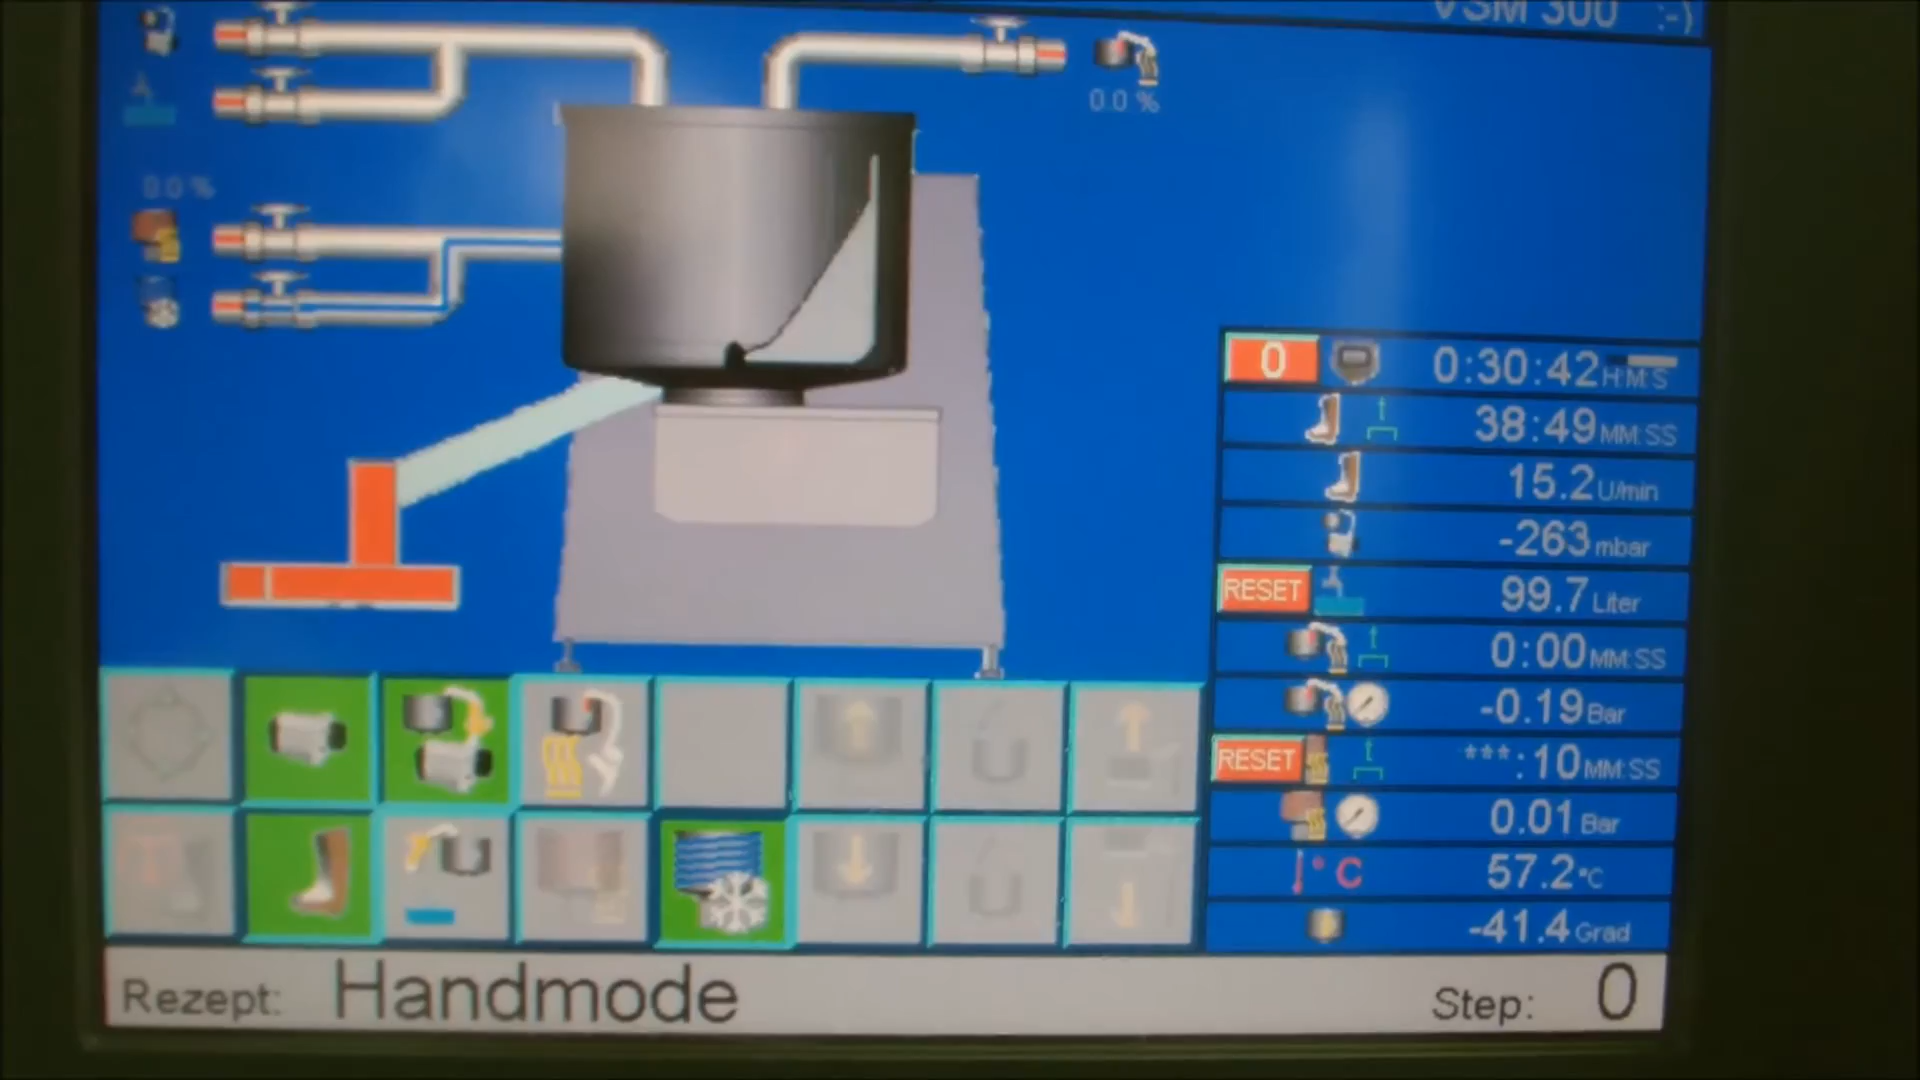 VSM 300 :-)
0.0 %
0.0 %
0 0:30:42 H:M:S
t 38:49 MM:SS
15.2 U/min
-263 mbar
RESET 99.7 Liter
t 0:00 MM:SS
-0.19 Bar
RESET t ***:10 MM:SS
0.01 Bar
°C 57.2 °C
-41.4 Grad
Rezept: Handmode Step: 0